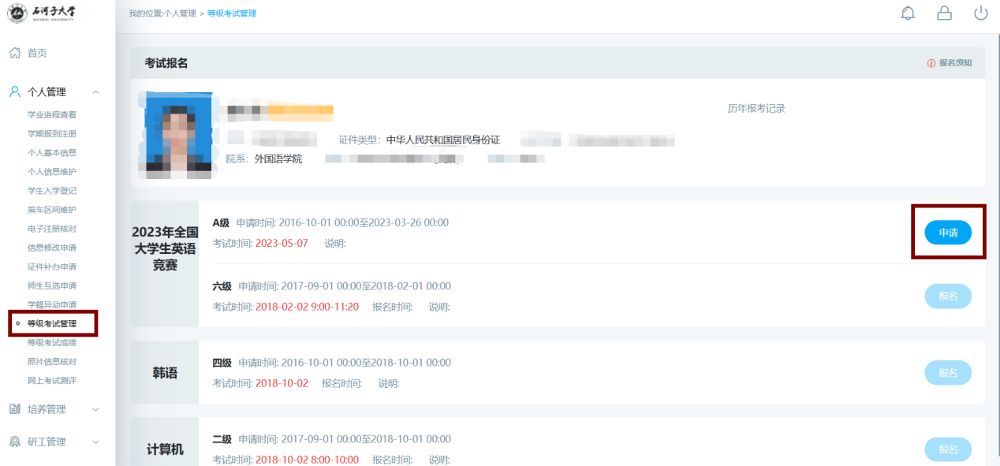 石河子大学
SHIHEZI UNIVERSITY
我的位置:个人管理 > 等级考试管理
首页
个人管理
学业进程查看
学期报到注册
个人基本信息
个人信息维护
学生入学登记
乘车区间维护
电子注册核对
信息修改申请
证件补办申请
师生互选申请
学籍异动申请
等级考试管理
等级考试成绩
照片信息核对
网上考试测评
培养管理
研工管理
考试报名
报名须知
历年报考记录
证件类型: 中华人民共和国居民身份证
院系: 外国语学院
2023年全国
大学生英语
竞赛
A级 申请时间: 2016-10-01 00:00至2023-03-26 00:00
考试时间: 2023-05-07 说明:
申请
六级 申请时间: 2017-09-01 00:00至2018-02-01 00:00
考试时间: 2018-02-02 9:00-11:20 报名时间: 说明:
报名
韩语
四级 申请时间: 2016-10-01 00:00至2018-10-01 00:00
考试时间: 2018-10-02 报名时间: 说明:
报名
计算机
二级 申请时间: 2017-09-01 00:00至2018-10-01 00:00
考试时间: 2018-10-02 8:00-10:00 报名时间: 说明:
报名